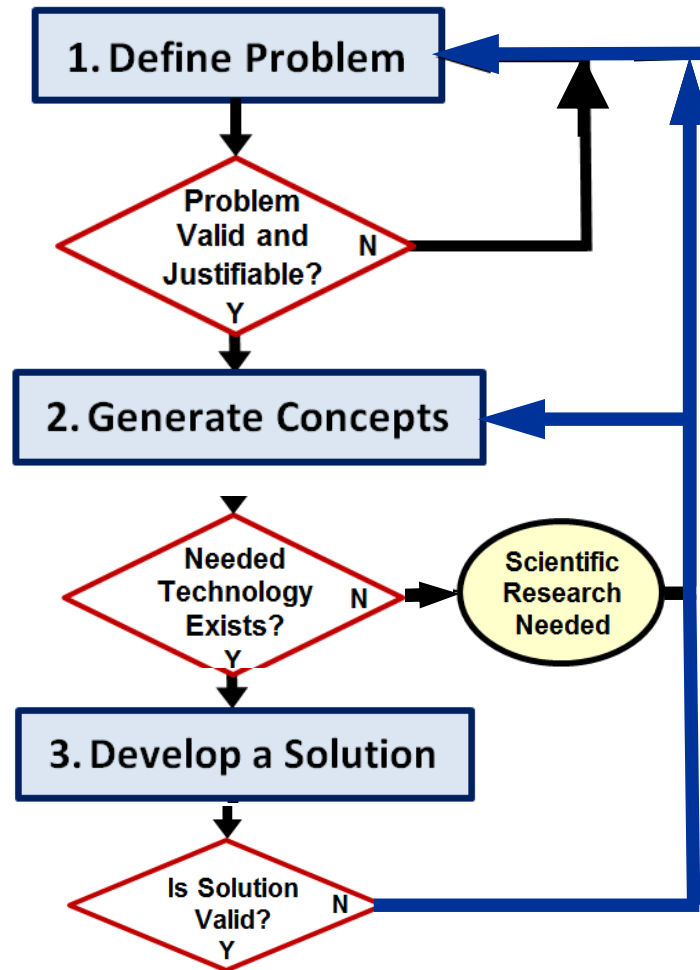 1. Define Problem
Problem
Valid and
Justifiable?
N
Y
2. Generate Concepts
Needed
Technology
Exists?
N
Y
Scientific
Research
Needed
3. Develop a Solution
Is Solution
Valid?
N
Y